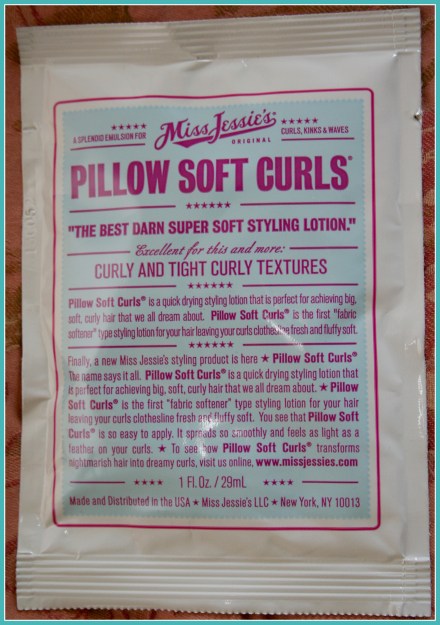 ★★★★★ Miss Jessie's® ★★★★★
A SPLENDID EMULSION FOR ORIGINAL CURLS, KINKS & WAVES
PILLOW SOFT CURLS®
★★★★★★
"THE BEST DARN SUPER SOFT STYLING LOTION."
Excellent for this and more:
CURLY AND TIGHT CURLY TEXTURES
★★★★★★
Pillow Soft Curls® is a quick drying styling lotion that is perfect for achieving big,
soft, curly hair that we all dream about. Pillow Soft Curls® is the first "fabric
softener" type styling lotion for your hair leaving your curls clothesline fresh and fluffy soft.
★★★★★★
Finally, a new Miss Jessie's styling product is here ★ Pillow Soft Curls®
The name says it all. Pillow Soft Curls® is a quick drying styling lotion that
is perfect for achieving big, soft, curly hair that we all dream about. ★ Pillow
Soft Curls® is the first "fabric softener" type styling lotion for your hair
leaving your curls clothesline fresh and fluffy soft. You see that Pillow Soft
Curls® is so easy to apply. It spreads so smoothly and feels as light as a
feather on your curls. ★ To see how Pillow Soft Curls® transforms
nightmarish hair into dreamy curls, visit us online, www.missjessies.com
★★★★ 1 Fl. Oz. / 29mL ★★★★
Made and Distributed in the USA ★ Miss Jessie's LLC ★ New York, NY 10013